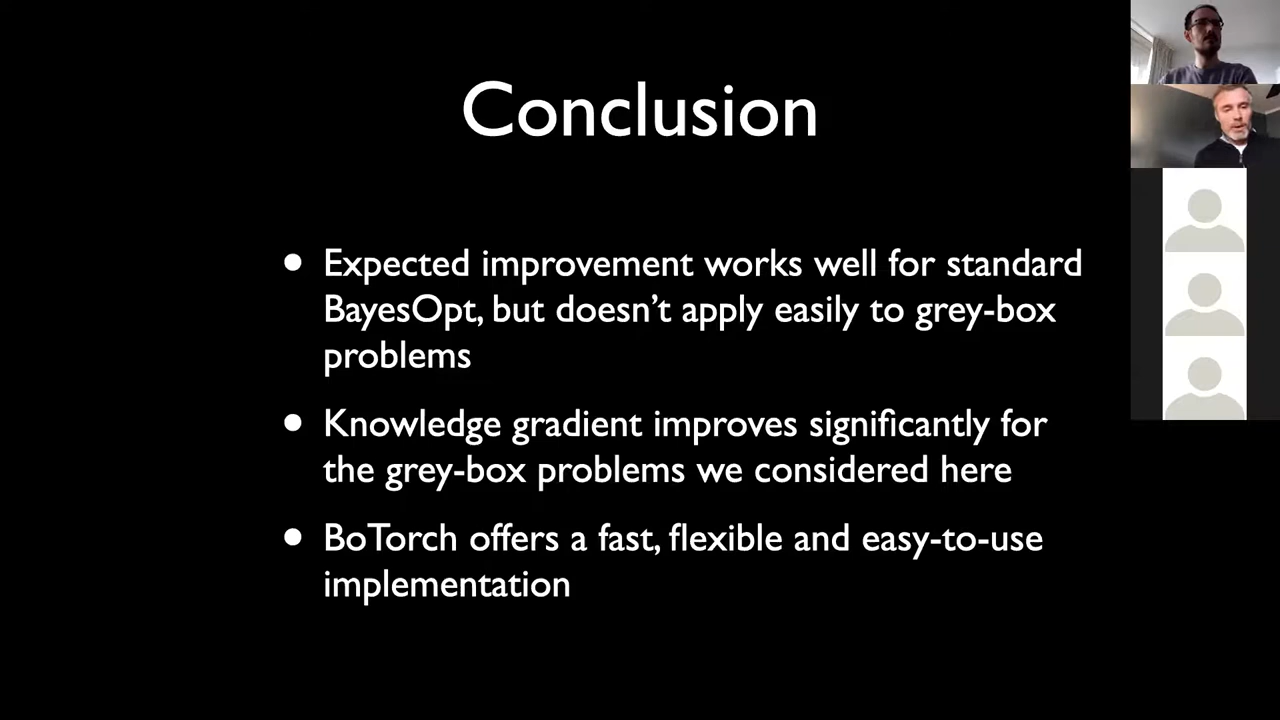 Conclusion
• Expected improvement works well for standard
BayesOpt, but doesn’t apply easily to grey-box
problems
• Knowledge gradient improves significantly for
the grey-box problems we considered here
• BoTorch offers a fast, flexible and easy-to-use
implementation